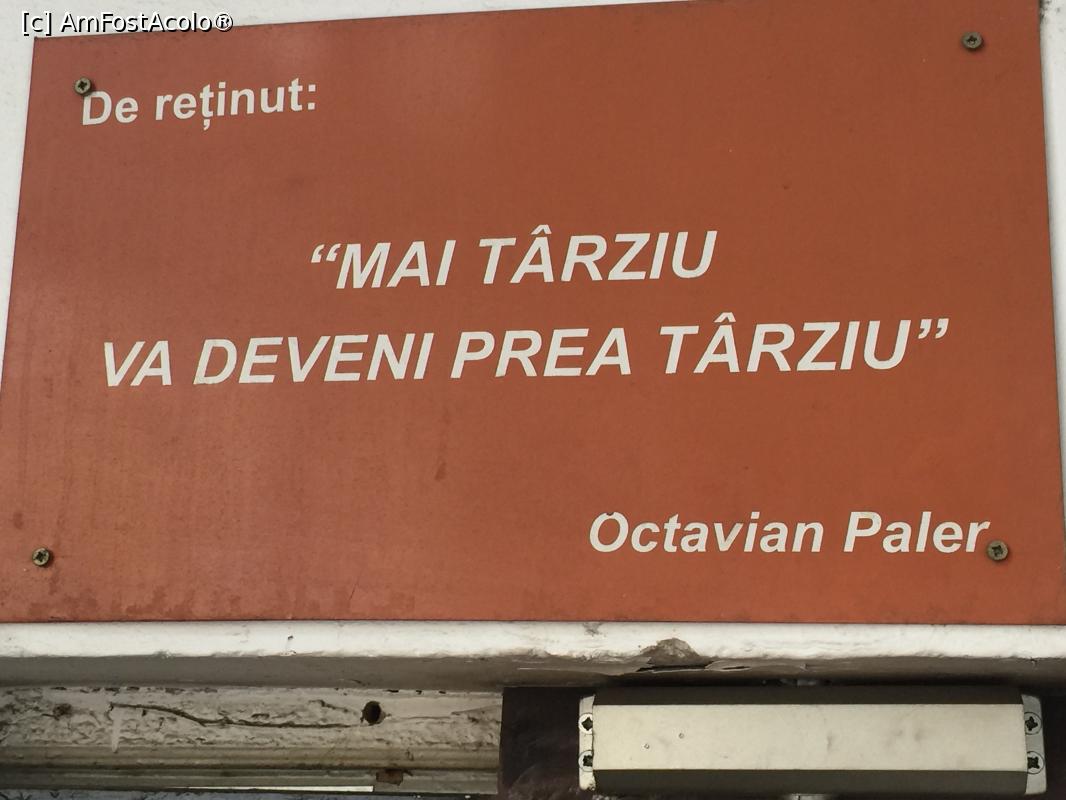 [c] AmFostAcolo®
De reținut:
“MAI TÂRZIU
VA DEVENI PREA TÂRZIU”
Octavian Paler